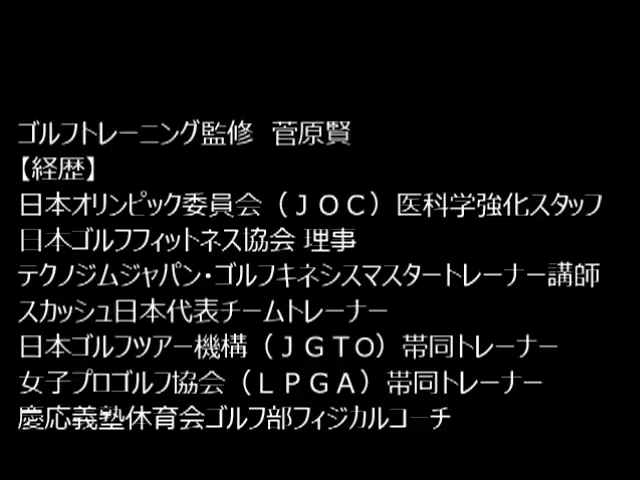 ゴルフトレーニング監修　菅原賢
【経歴】
日本オリンピック委員会（ＪＯＣ）医科学強化スタッフ
日本ゴルフフィットネス協会 理事
テクノジムジャパン・ゴルフキネシスマスタートレーナー講師
スカッシュ日本代表チームトレーナー
日本ゴルフツアー機構（ＪＧＴＯ）帯同トレーナー
女子プロゴルフ協会（ＬＰＧＡ）帯同トレーナー
慶応義塾体育会ゴルフ部フィジカルコーチ